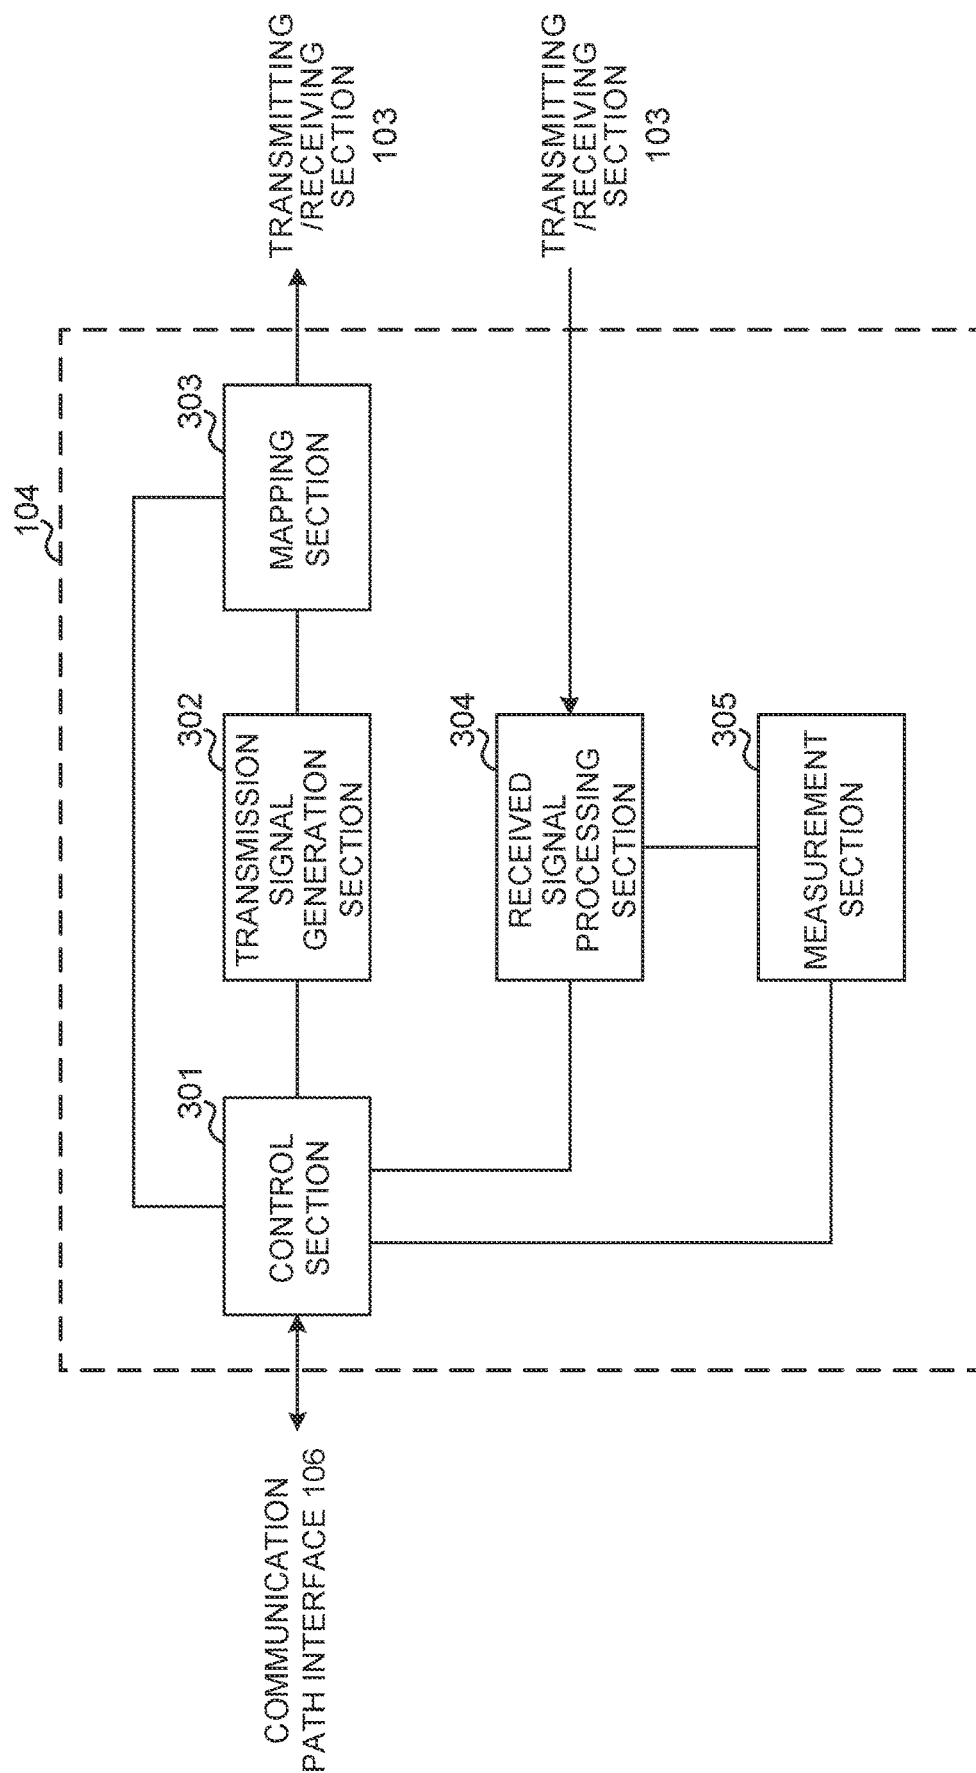 104
COMMUNICATION
PATH INTERFACE 106
301
CONTROL
SECTION
302
TRANSMISSION
SIGNAL
GENERATION
SECTION
303
MAPPING
SECTION
TRANSMITTING
/RECEIVING
SECTION
103
304
RECEIVED
SIGNAL
PROCESSING
SECTION
TRANSMITTING
/RECEIVING
SECTION
103
305
MEASUREMENT
SECTION